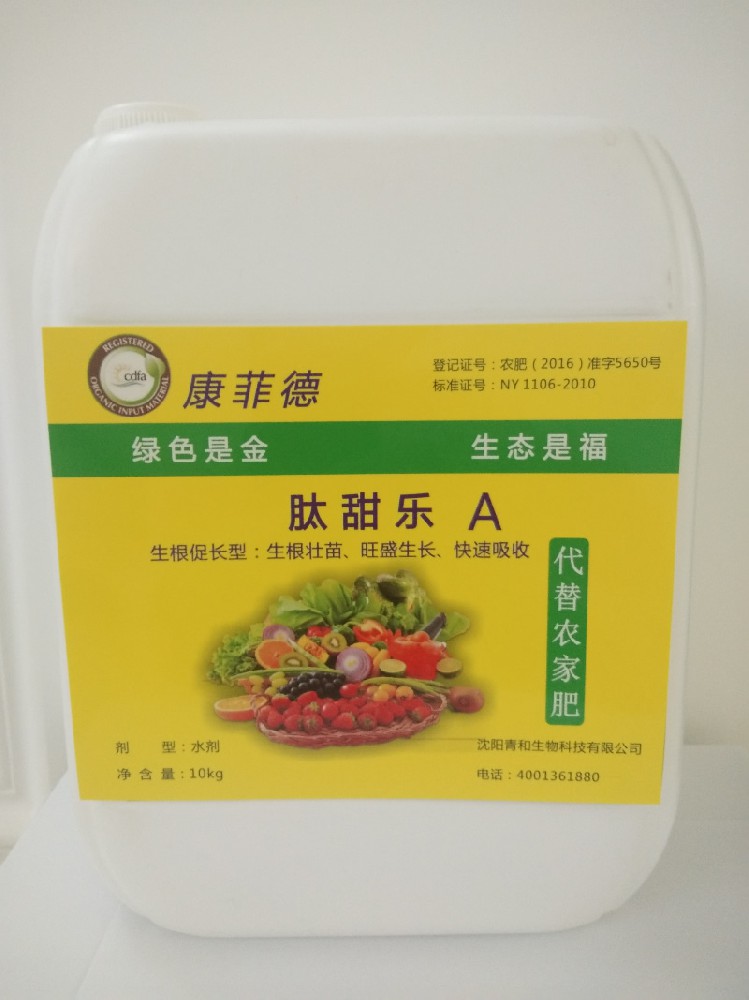 REGISTERED
cdfa
ORGANIC INPUT MATERIAL
康菲德
登记证号：农肥（2016）准字5650号
标准证号：NY 1106-2010
绿色是金 生态是福
肽甜乐 A
生根促长型：生根壮苗、旺盛生长、快速吸收
代替农家肥
剂 型：水剂
净 含 量：10kg
沈阳青和生物科技有限公司
电话：4001361880